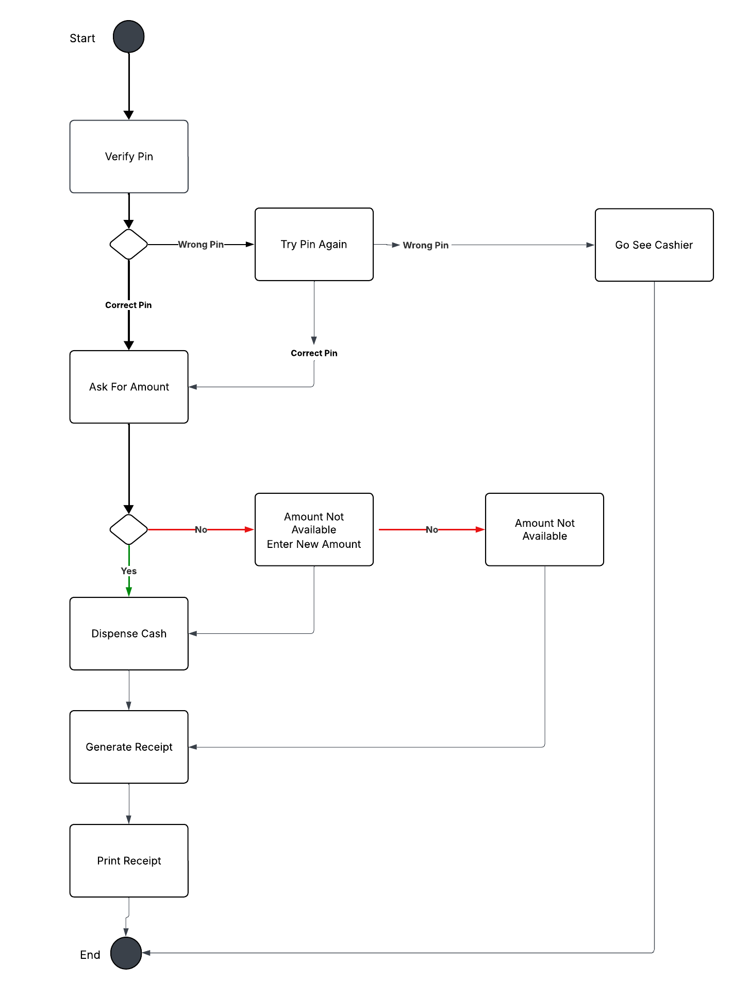 Start
Verify Pin
Wrong Pin
Try Pin Again
Wrong Pin
Go See Cashier
Correct Pin
Correct Pin
Ask For Amount
No
Amount Not
Available
Enter New Amount
No
Amount Not
Available
Yes
Dispense Cash
Generate Receipt
Print Receipt
End